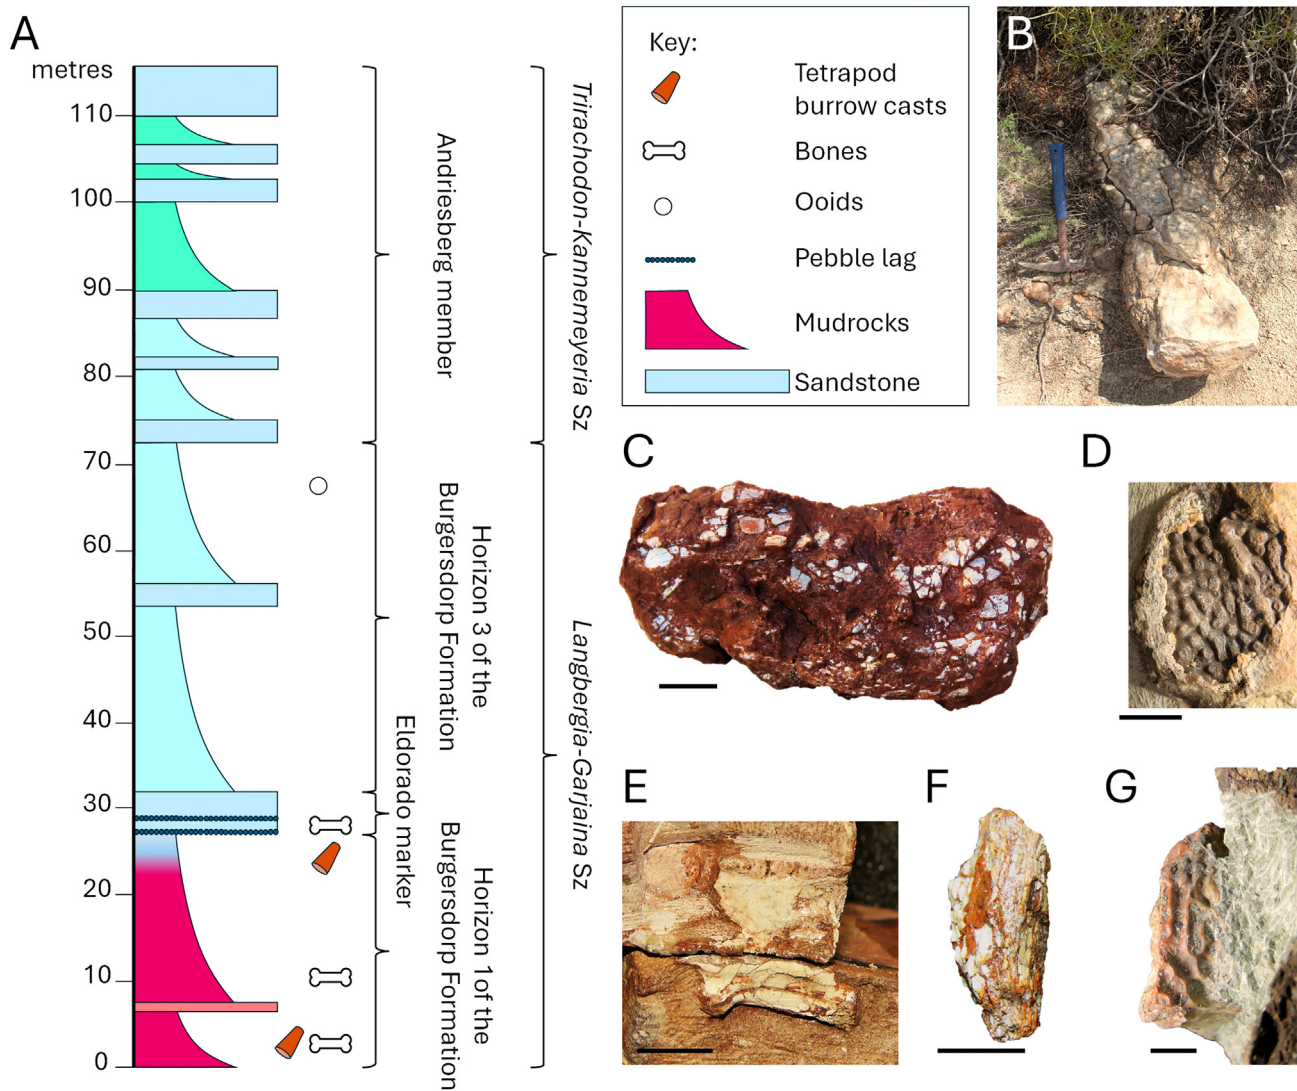 A
metres
110
100
90
80
70
60
50
40
30
20
10
0
Andriesberg member
Horizon 3 of the
Burgersdorp Formation
Eldorado marker
Horizon 1of the
Burgersdorp Formation
Trirachodon-Kannemeyeria Sz
Langbergia-Garjaina Sz
Key:
Tetrapod
burrow casts
Bones
Ooids
Pebble lag
Mudrocks
Sandstone
B
C
D
E
F
G